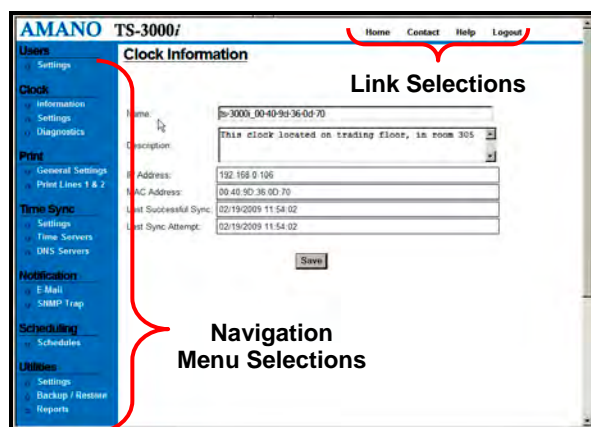 AMANO TS-3000i
Home Contact Help Logout
Users
Settings
Clock
Information
Settings
Diagnostics
Print
General Settings
Print Lines 1 & 2
Time Sync
Settings
Time Servers
DNS Servers
Notification
E-Mail
SNMP Trap
Scheduling
Schedules
Utilities
Settings
Backup / Restore
Reports
Clock Information
Link Selections
Name: ts-3000i_00-40-9d-36-0d-70
Description: This clock located on trading floor, in room 305
IP Address: 192.168.0.106
MAC Address: 00:40:9D:36:0D:70
Last Successful Sync: 02/19/2009 11:54:02
Last Sync Attempt: 02/19/2009 11:54:02
Save
Navigation
Menu Selections